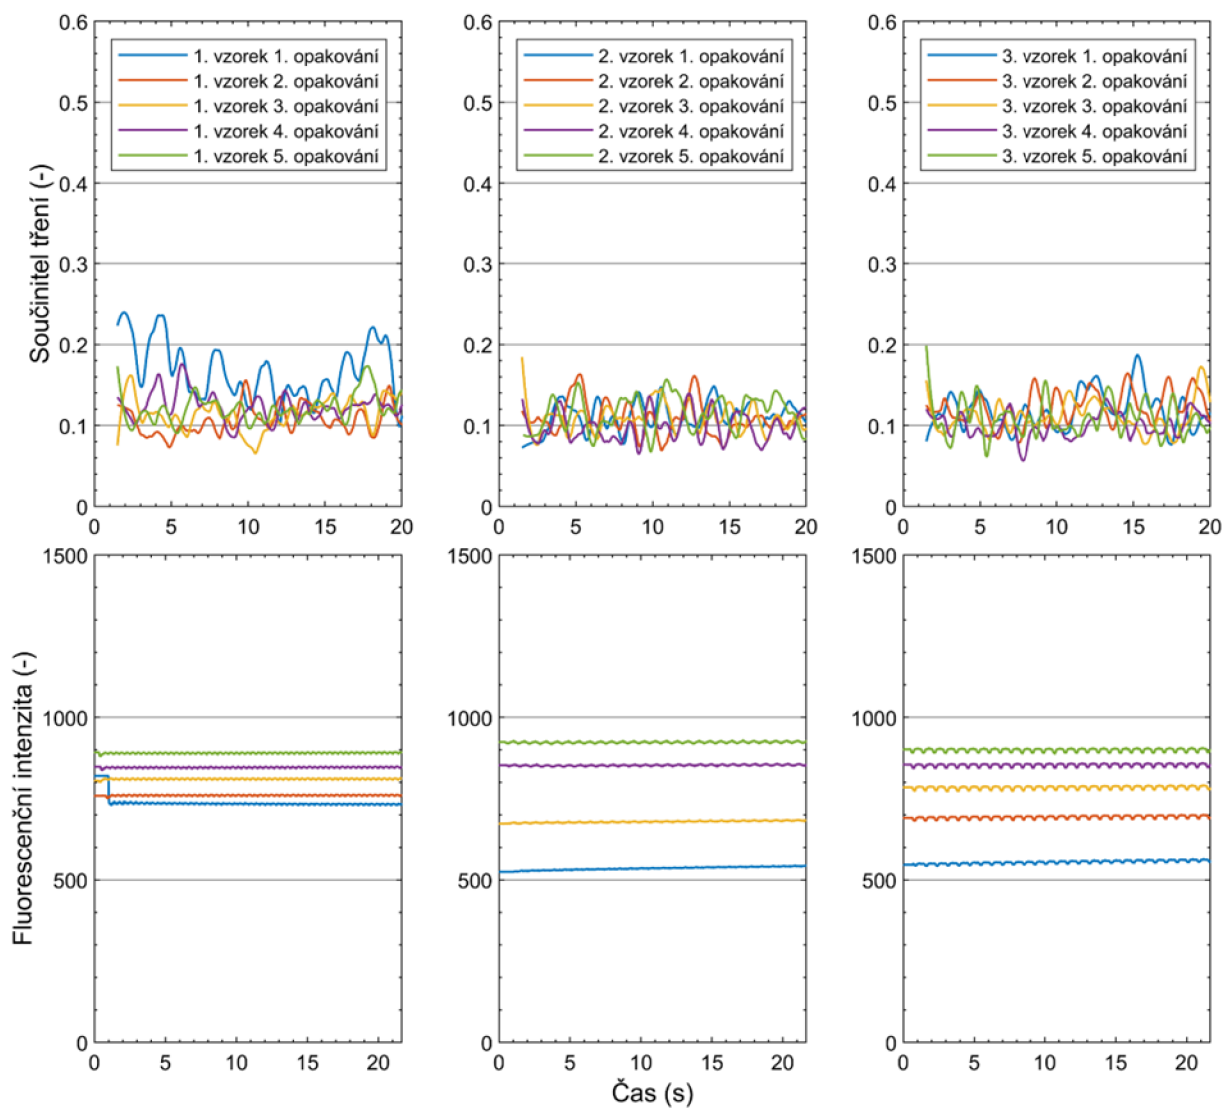 0.6
0.5
0.4
0.3
0.2
0.1
0
0 5 10 15 20
Součinitel tření (-)
1. vzorek 1. opakování
1. vzorek 2. opakování
1. vzorek 3. opakování
1. vzorek 4. opakování
1. vzorek 5. opakování
0.6
0.5
0.4
0.3
0.2
0.1
0
0 5 10 15 20
2. vzorek 1. opakování
2. vzorek 2. opakování
2. vzorek 3. opakování
2. vzorek 4. opakování
2. vzorek 5. opakování
0.6
0.5
0.4
0.3
0.2
0.1
0
0 5 10 15 20
3. vzorek 1. opakování
3. vzorek 2. opakování
3. vzorek 3. opakování
3. vzorek 4. opakování
3. vzorek 5. opakování
1500
1000
500
0
0 5 10 15 20
Fluorescenční intenzita (-)
1500
1000
500
0
0 5 10 15 20
Čas (s)
1500
1000
500
0
0 5 10 15 20